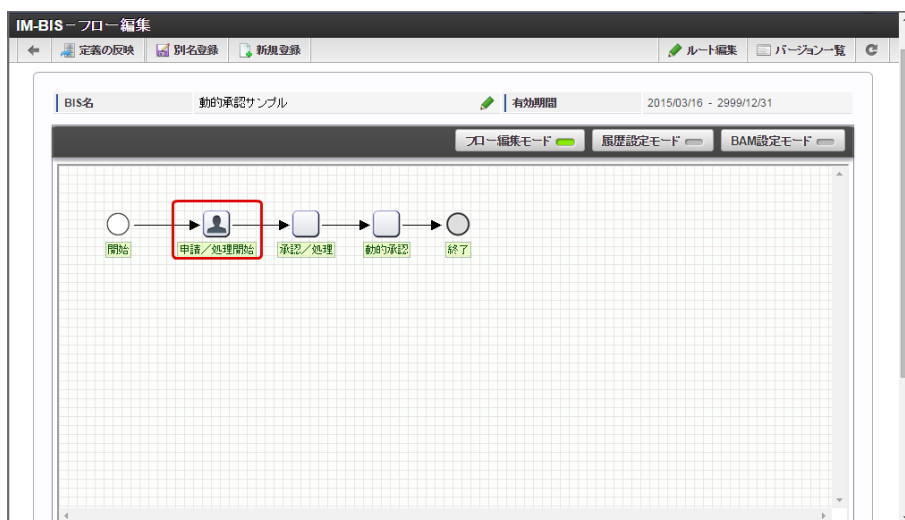 IM-BIS－フロー編集
定義の反映 別名登録 新規登録 ルート編集 バージョン一覧
BIS名 動的承認サンプル 有効期間 2015/03/16 - 2999/12/31
フロー編集モード 履歴設定モード BAM設定モード
開始 申請／処理開始 承認／処理 動的承認 終了